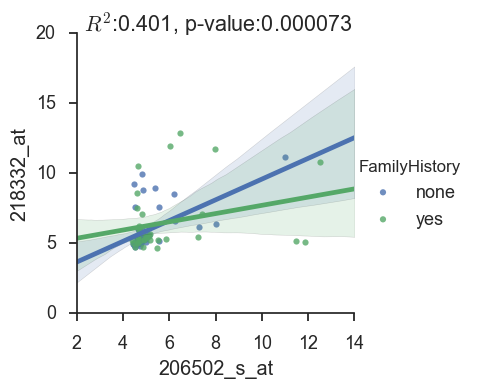 R²:0.401, p-value:0.000073
20
15
10
5
0
218332_at
2 4 6 8 10 12 14
206502_s_at
FamilyHistory
none
yes